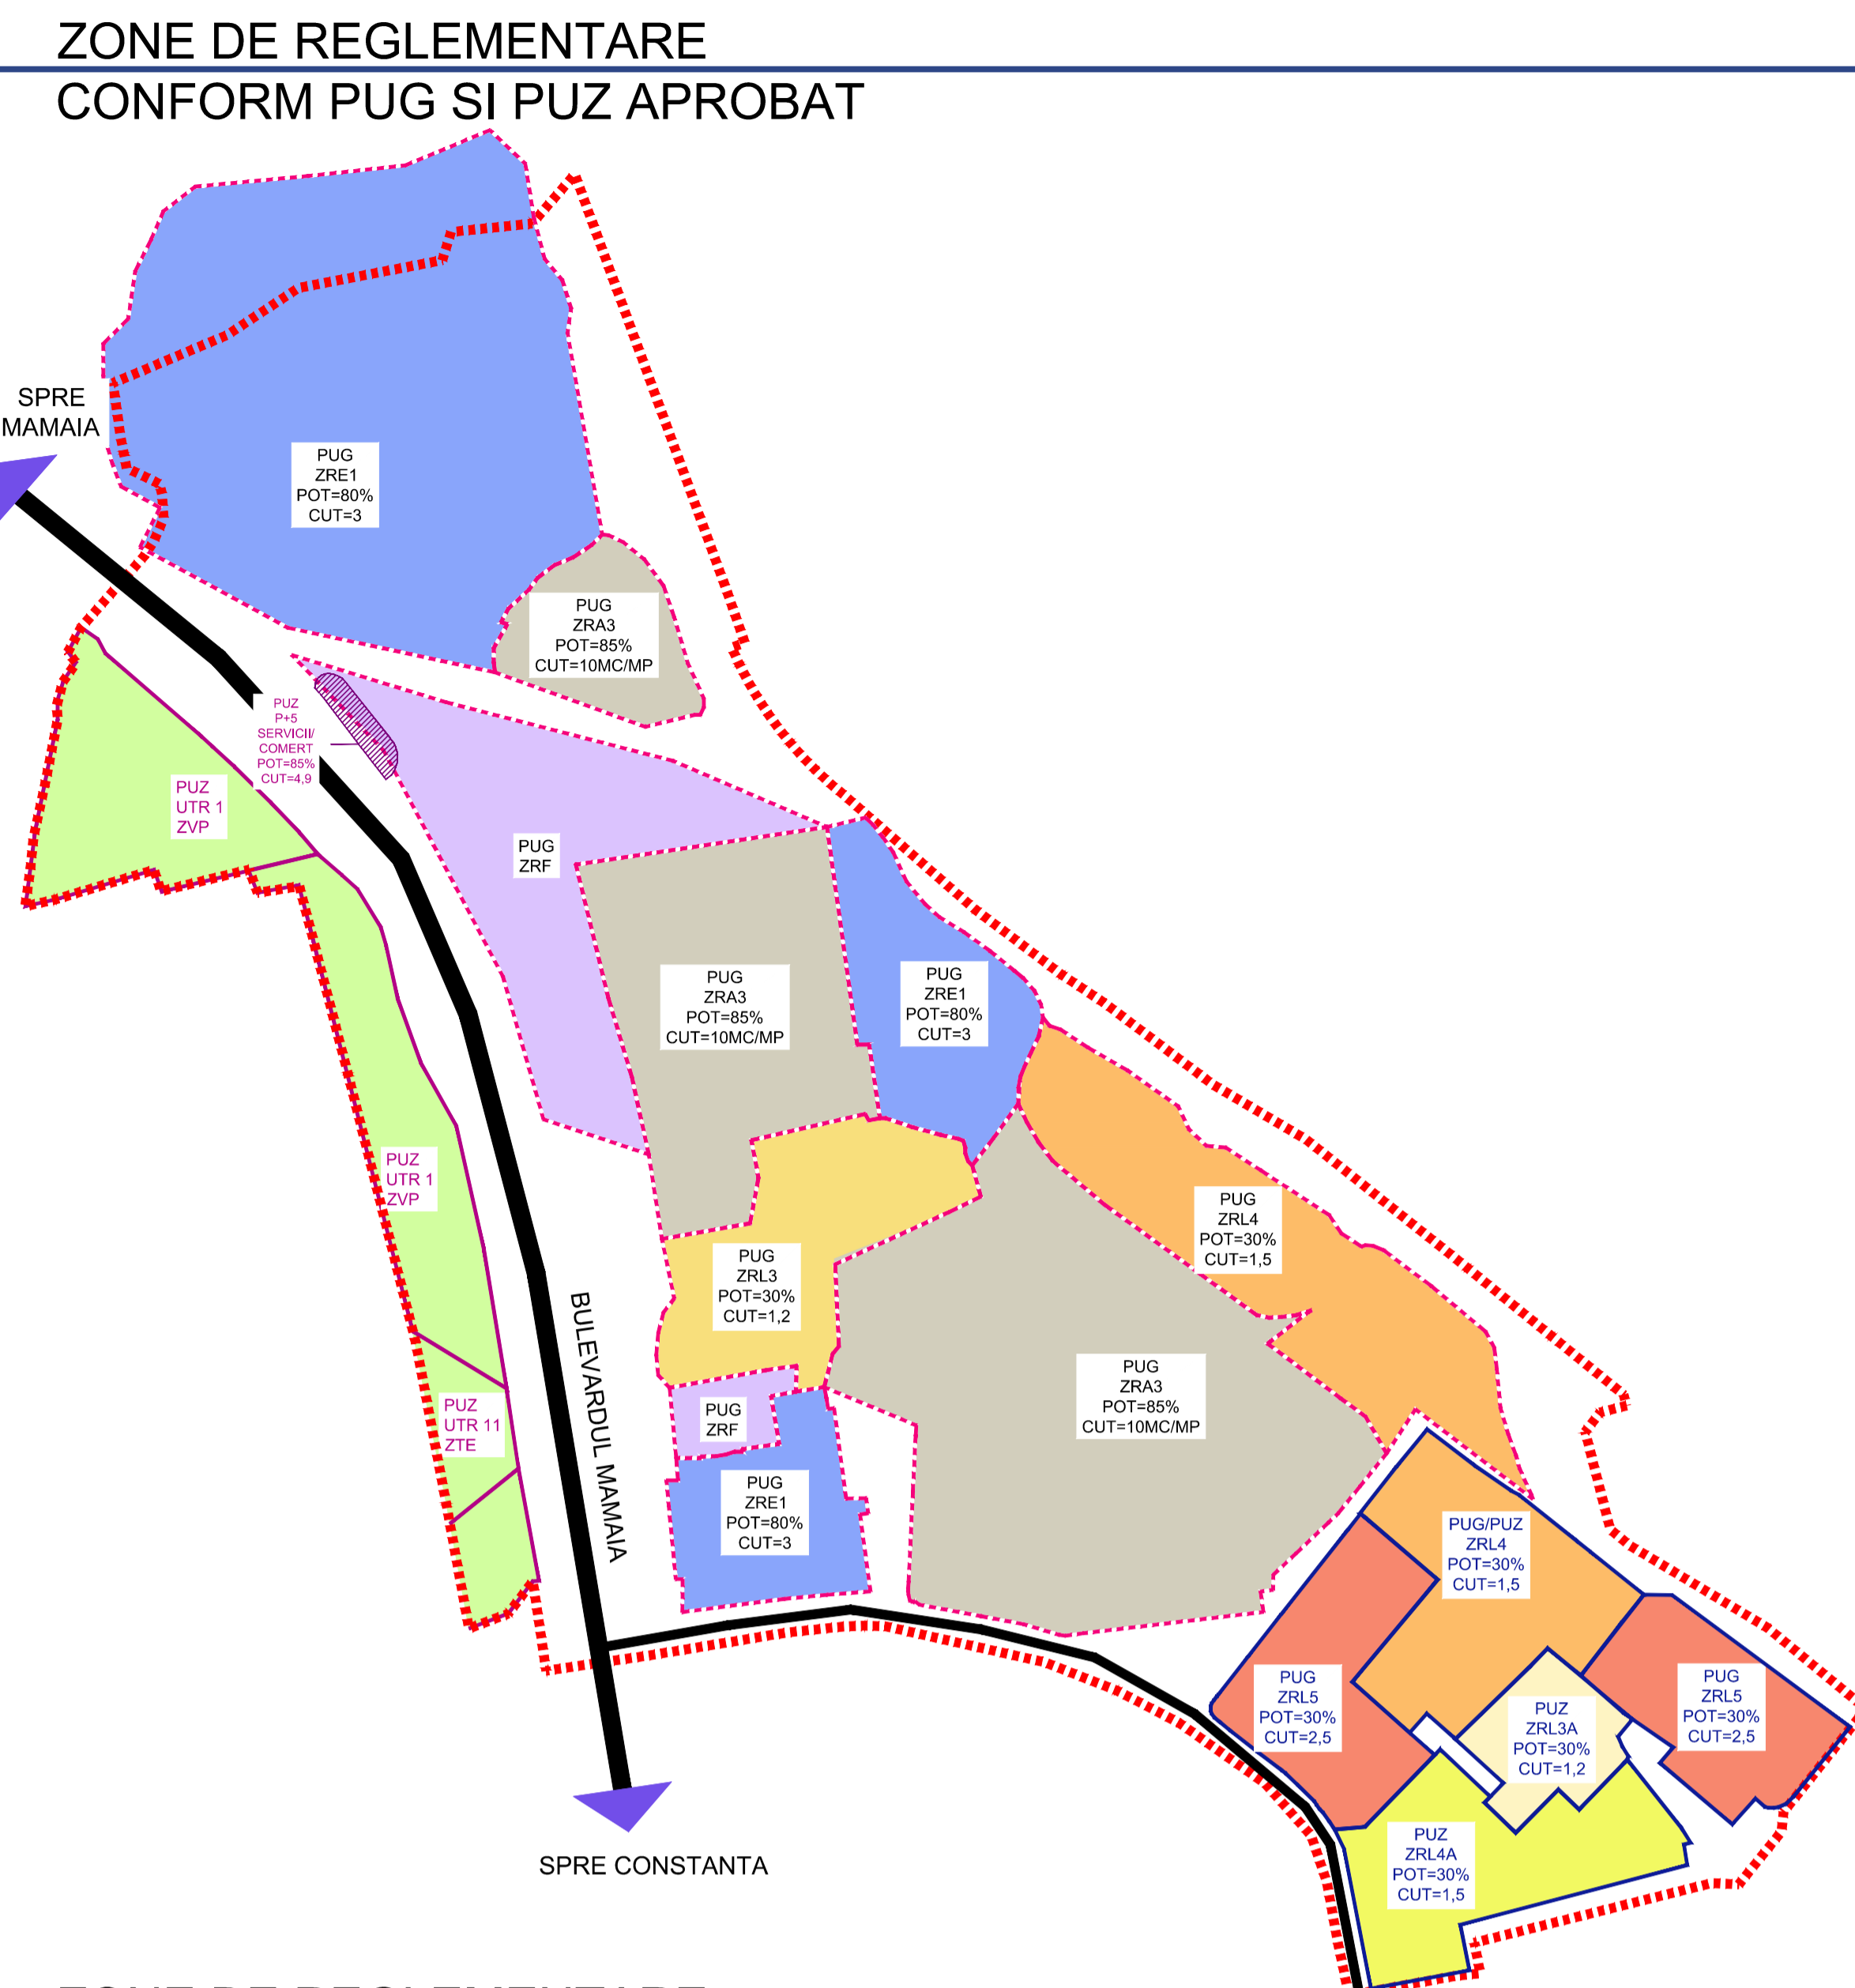 ZONE DE REGLEMENTARE
CONFORM PUG SI PUZ APROBAT
SPRE
MAMAIA
PUG
ZRE1
POT=80%
CUT=3
PUG
ZRA3
POT=85%
CUT=10MC/MP
PUZ
P+5
SERVICII/
COMERT
POT=85%
CUT=4,9
PUZ
UTR 1
ZVP
PUG
ZRF
PUG
ZRA3
POT=85%
CUT=10MC/MP
PUG
ZRE1
POT=80%
CUT=3
PUZ
UTR 1
ZVP
PUG
ZRL4
POT=30%
CUT=1,5
PUG
ZRL3
POT=30%
CUT=1,2
BULEVARDUL MAMAIA
PUG
ZRA3
POT=85%
CUT=10MC/MP
PUZ
UTR 11
ZTE
PUG
ZRF
PUG
ZRE1
POT=80%
CUT=3
PUG/PUZ
ZRL4
POT=30%
CUT=1,5
PUG
ZRL5
POT=30%
CUT=2,5
PUZ
ZRL3A
POT=30%
CUT=1,2
PUG
ZRL5
POT=30%
CUT=2,5
PUZ
ZRL4A
POT=30%
CUT=1,5
SPRE CONSTANTA